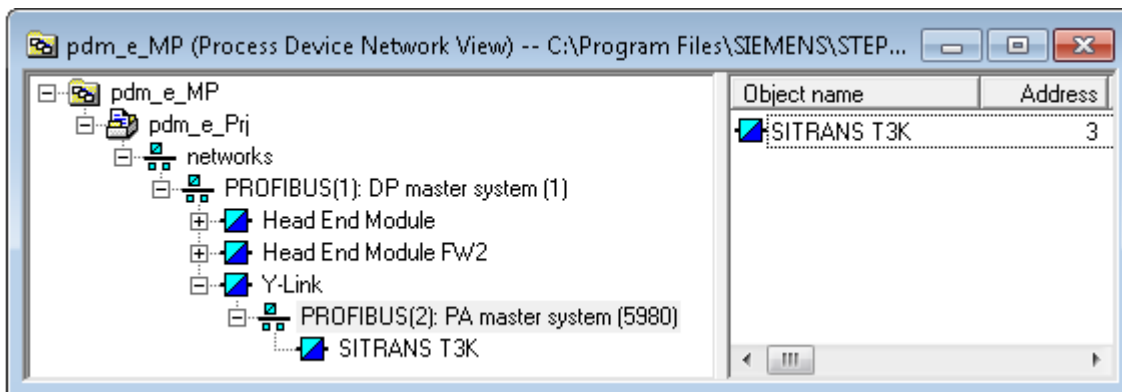 pdm_e_MP (Process Device Network View) -- C:\Program Files\SIEMENS\STEP...
pdm_e_MP
pdm_e_Prj
networks
PROFIBUS(1): DP master system (1)
Head End Module
Head End Module FW2
Y-Link
PROFIBUS(2): PA master system (5980)
SITRANS T3K
Object name Address
SITRANS T3K 3